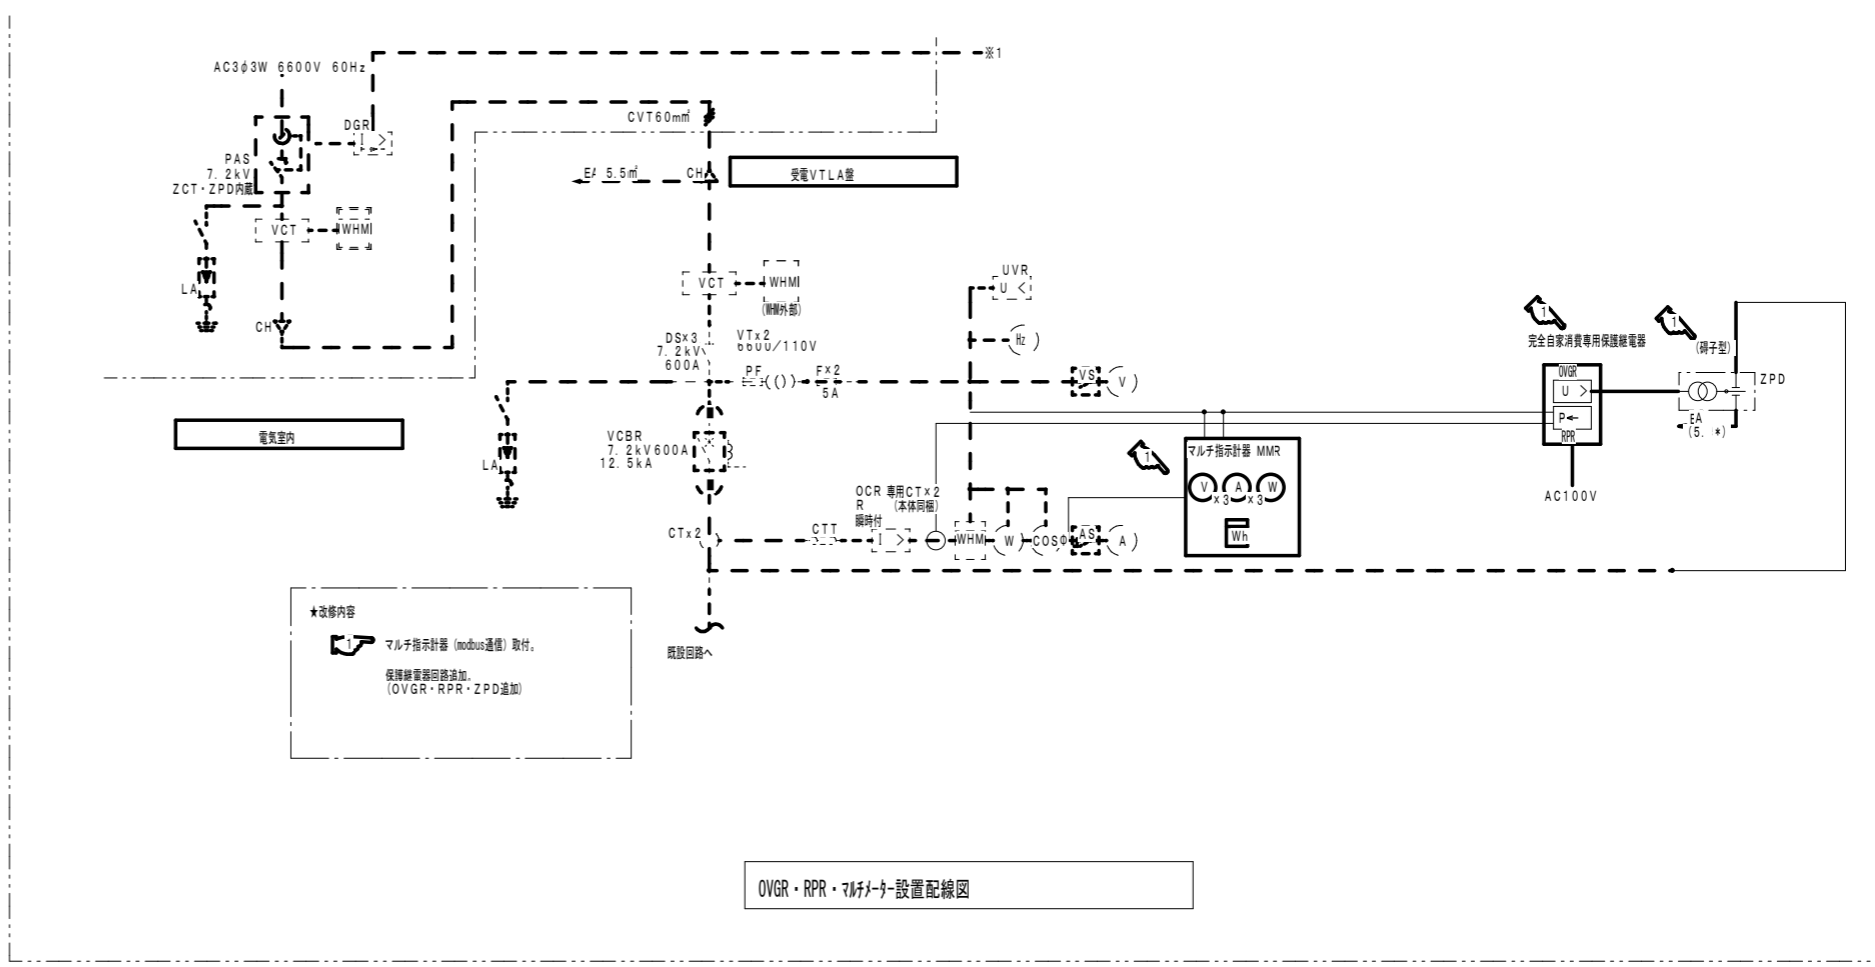 ※1
AC3φ3W 6600V 60Hz
DGR
I >
PAS
7.2kV
ZCT・ZPD内蔵
VCT
WHM
LA
CH
CVT60m㎡
CH
受電VTLA盤
VCT
WHM
(WHM外部)
UVR
U <
Hz
DS×3
7.2kV
600A
VT×2
6600/110V
PF
F×2
5A
VS
V
電気室内
LA
VCBR
7.2kV600A
12.5kA
OCR
R
瞬時付
専用CT×2
(本体同梱)
CT×2
CTT
I >
WHM
W
COSφ
AS
A
1
マルチ指示計器 MMR
V
×3
A
×3
W
Wh
1
完全自家消費専用保護継電器
OVGR
U >
P←
RPR
AC100V
1
(碍子型)
ZPD
EA
★改修内容
1
マルチ指示計器 (modbus通信) 取付。
保護継電器回路追加。
(OVGR・RPR・ZPD追加)
既設回路へ
OVGR・RPR・マルチメーター設置配線図